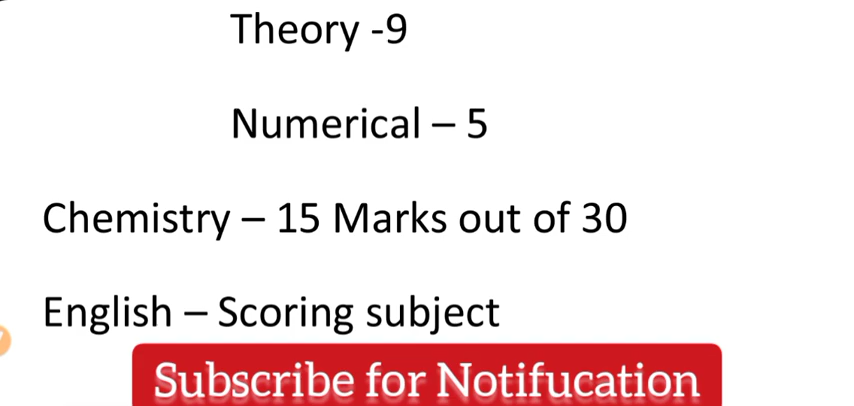 Theory -9
Numerical – 5
Chemistry – 15 Marks out of 30
English – Scoring subject
Subscribe for Notifucation